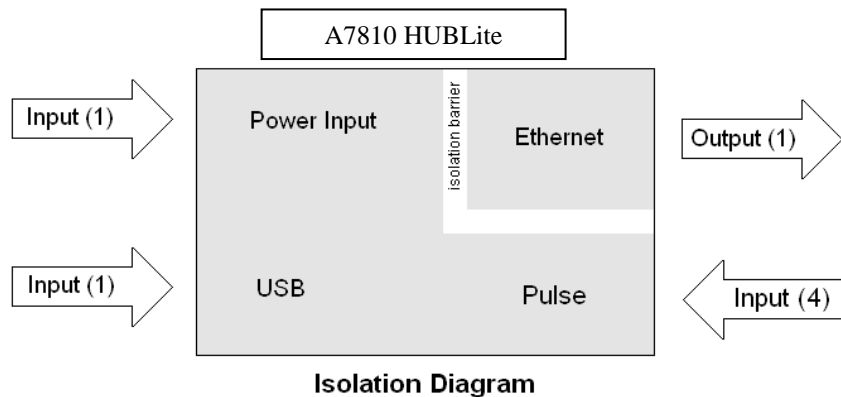 A7810 HUBLite
Input (1)
Power Input
isolation barrier
Ethernet
Output (1)
Input (1)
USB
Pulse
Input (4)
Isolation Diagram